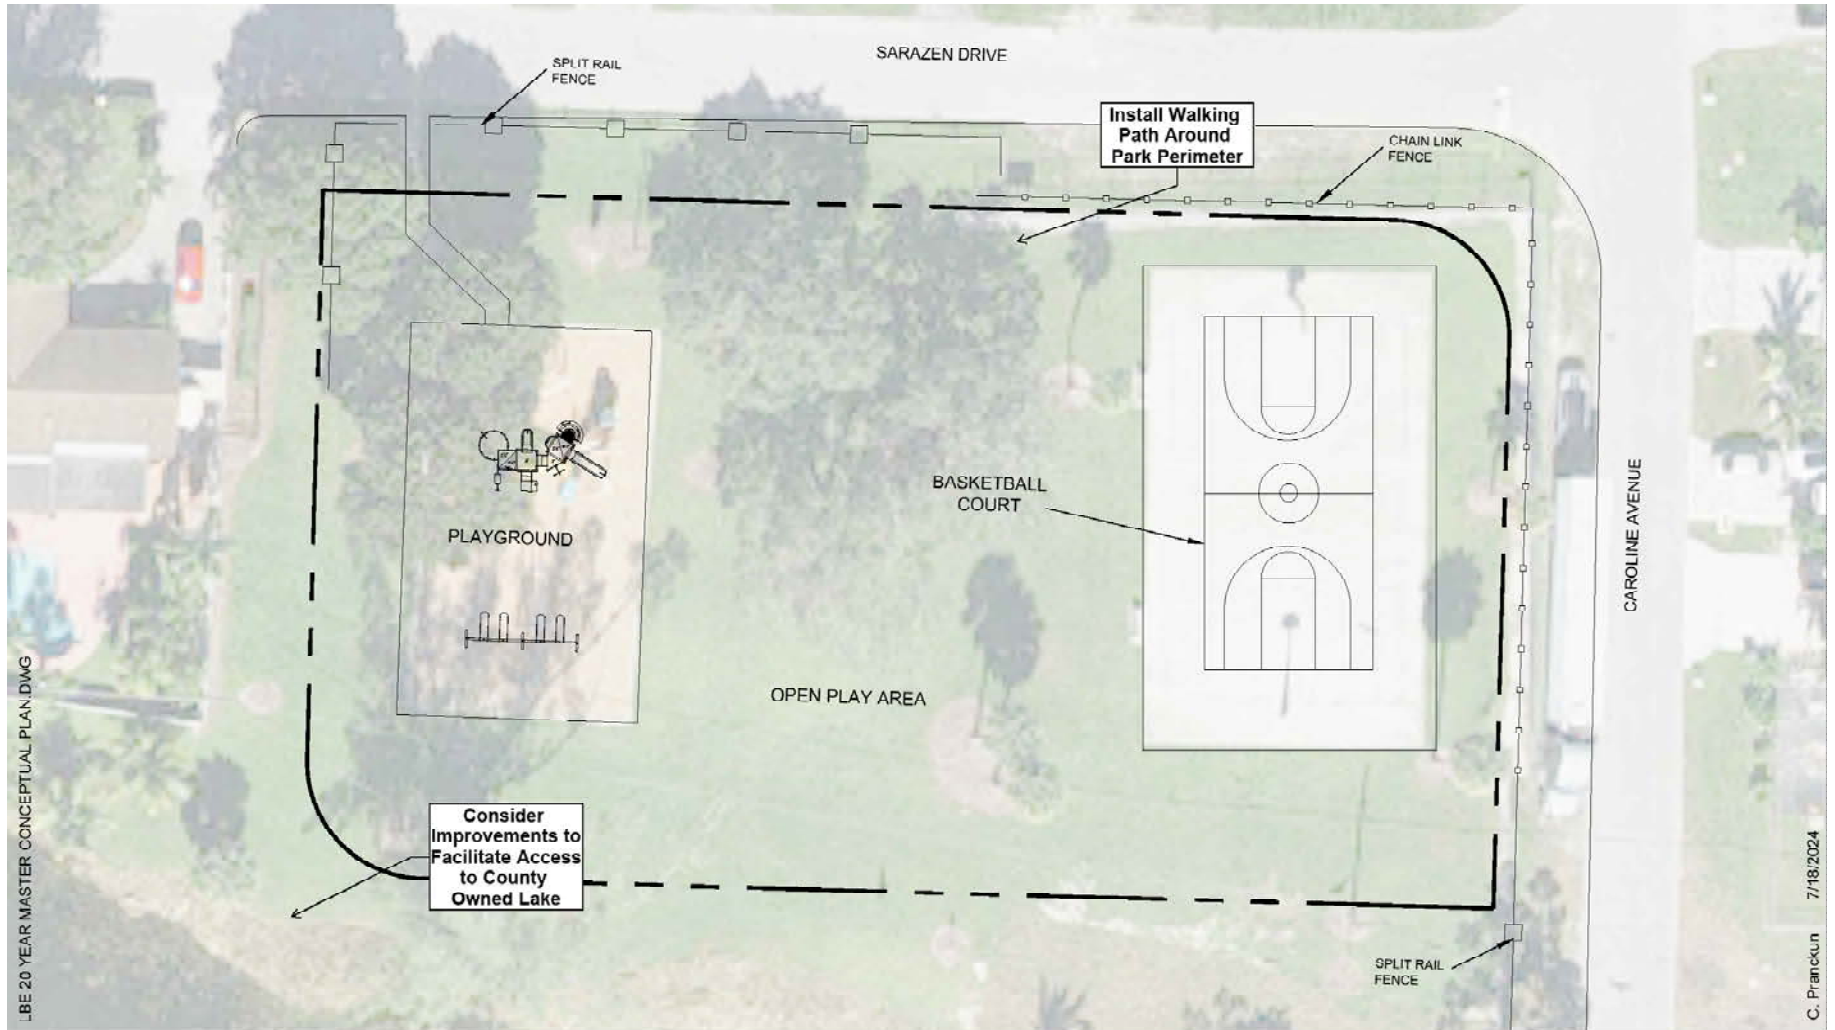 SARAZEN DRIVE
SPLIT RAIL
FENCE
Install Walking
Path Around
Park Perimeter
CHAIN LINK
FENCE
BASKETBALL
COURT
PLAYGROUND
OPEN PLAY AREA
CAROLINE AVENUE
Consider
Improvements to
Facilitate Access
to County
Owned Lake
SPLIT RAIL
FENCE
LBE 20 YEAR MASTER CONCEPTUAL PLAN.DWG
C. Pranckun 7/18/2024